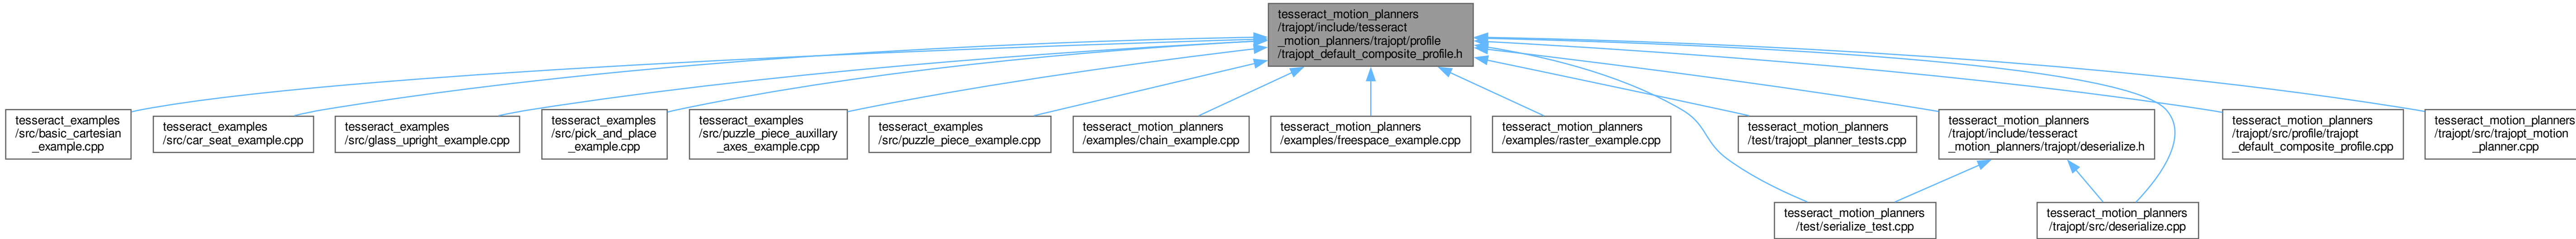 tesseract_motion_planners
/trajopt/include/tesseract
_motion_planners/trajopt/profile
/trajopt_default_composite_profile.h
tesseract_examples
/src/basic_cartesian
_example.cpp
tesseract_examples
/src/car_seat_example.cpp
tesseract_examples
/src/glass_upright_example.cpp
tesseract_examples
/src/pick_and_place
_example.cpp
tesseract_examples
/src/puzzle_piece_auxillary
_axes_example.cpp
tesseract_examples
/src/puzzle_piece_example.cpp
tesseract_motion_planners
/examples/chain_example.cpp
tesseract_motion_planners
/examples/freespace_example.cpp
tesseract_motion_planners
/examples/raster_example.cpp
tesseract_motion_planners
/test/trajopt_planner_tests.cpp
tesseract_motion_planners
/trajopt/include/tesseract
_motion_planners/trajopt/deserialize.h
tesseract_motion_planners
/trajopt/src/profile/trajopt
_default_composite_profile.cpp
tesseract_motion_planners
/trajopt/src/trajopt_motion
_planner.cpp
tesseract_motion_planners
/test/serialize_test.cpp
tesseract_motion_planners
/trajopt/src/deserialize.cpp